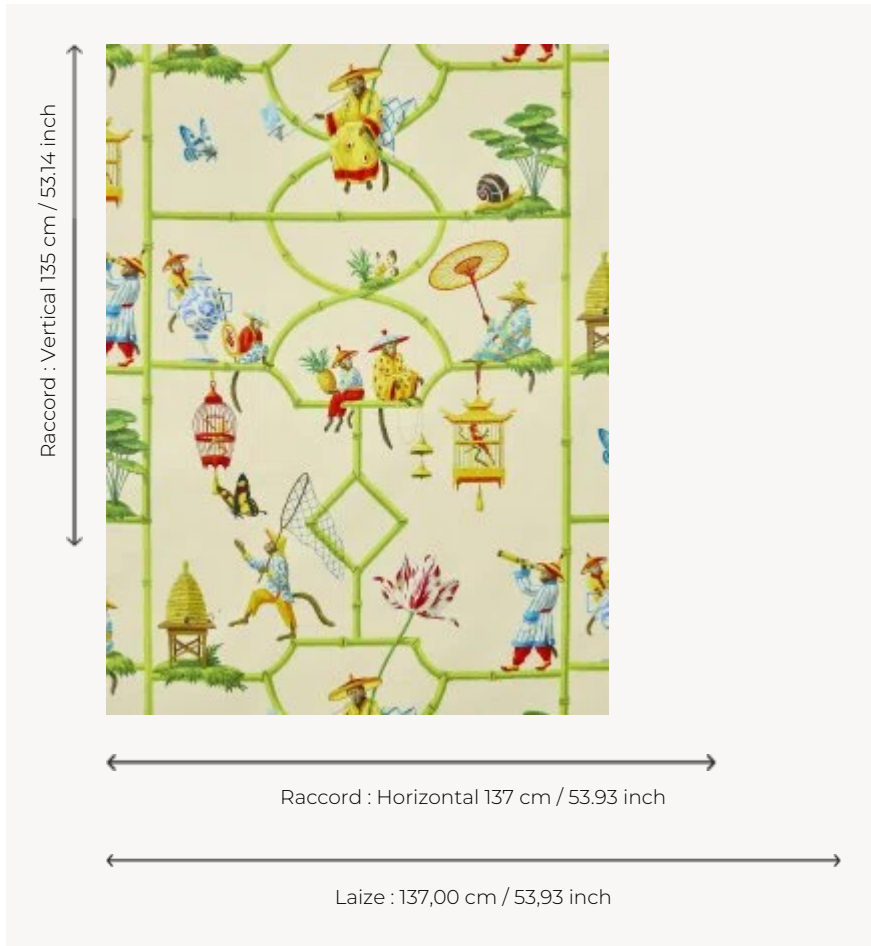 Raccord : Vertical 135 cm / 53.14 inch
Raccord : Horizontal 137 cm / 53.93 inch
Laize : 137,00 cm / 53,93 inch